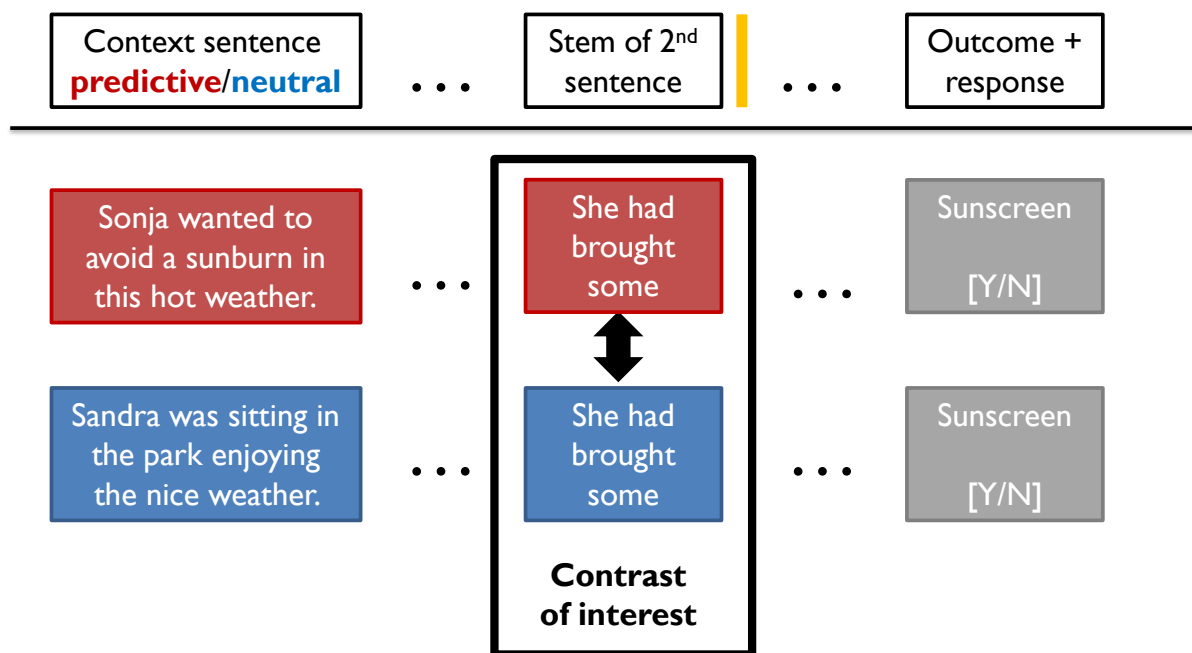 Context sentence
predictive/neutral
...
Stem of 2nd
sentence
...
Outcome +
response
Sonja wanted to
avoid a sunburn in
this hot weather.
...
She had
brought
some
...
Sunscreen
[Y/N]
Sandra was sitting in
the park enjoying
the nice weather.
...
She had
brought
some
...
Sunscreen
[Y/N]
Contrast
of interest